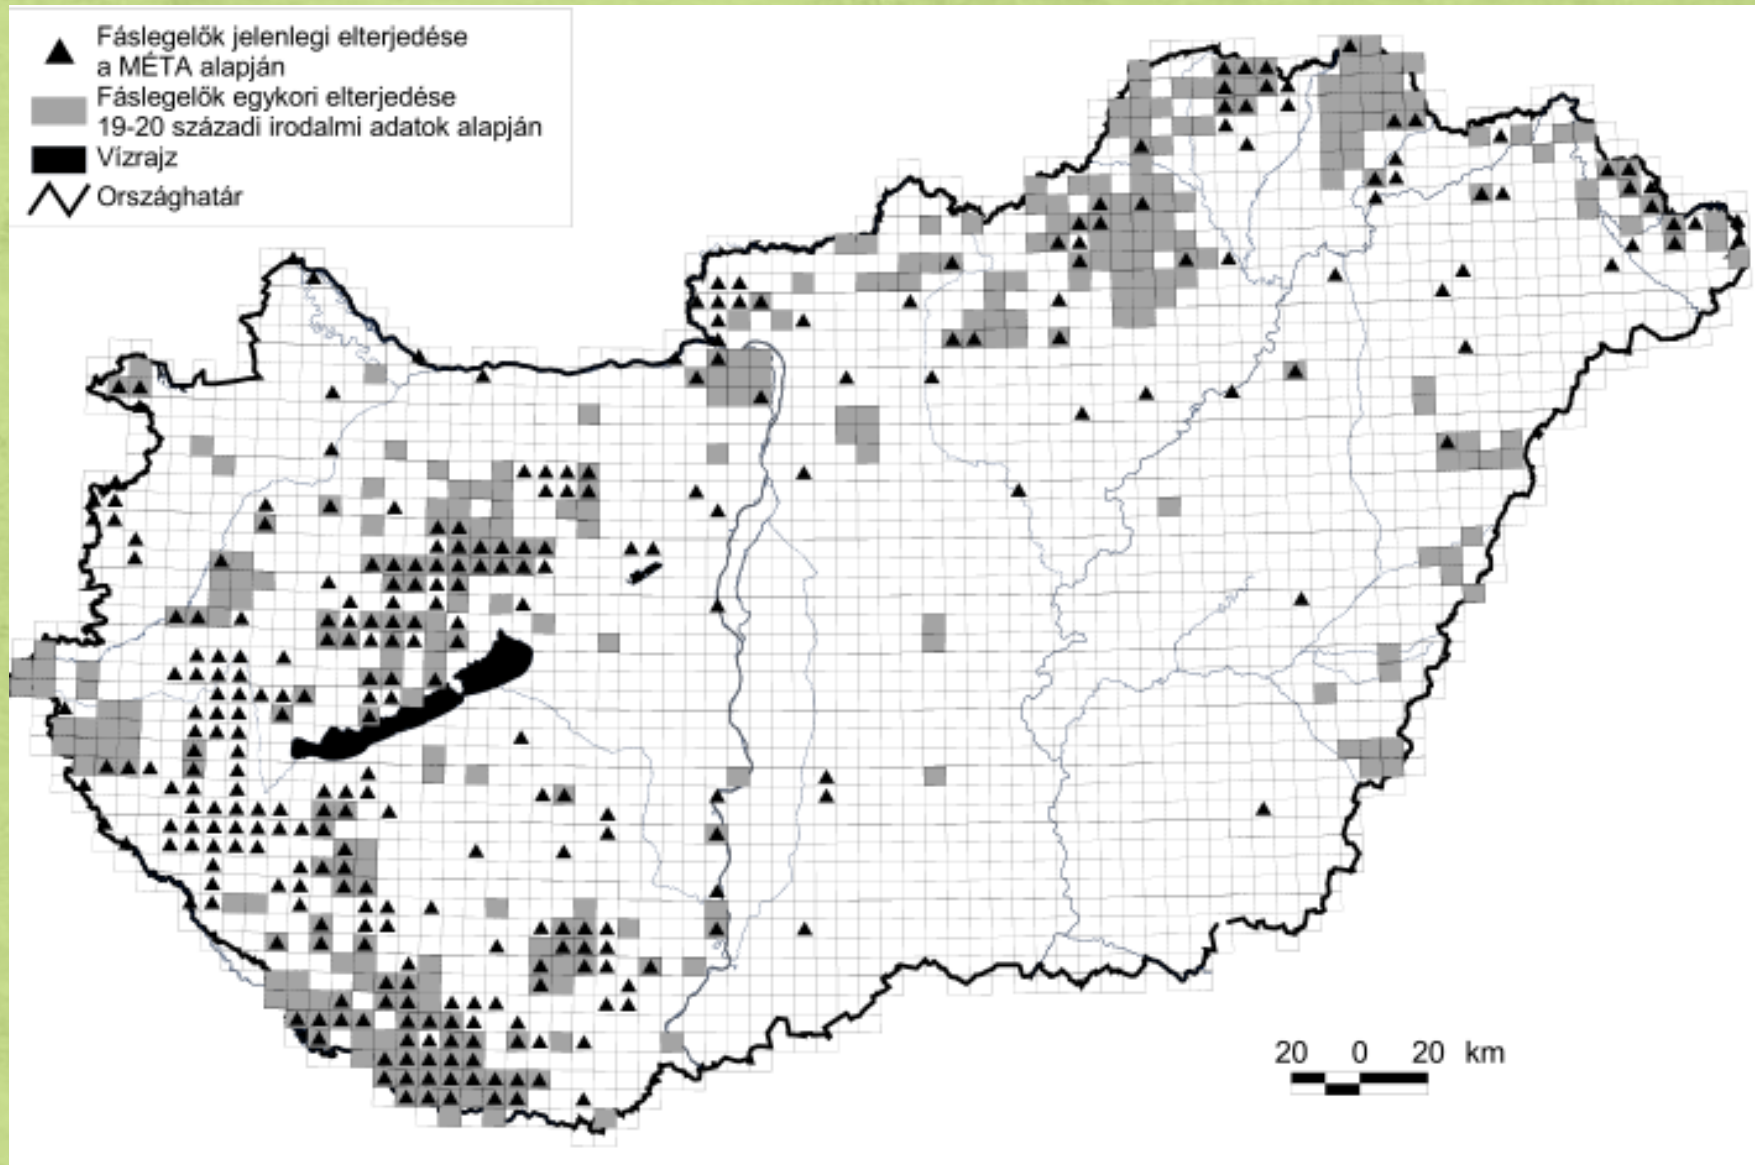 Fáslegelők jelenlegi elterjedése
a MÉTA alapján
Fáslegelők egykori elterjedése
19-20 századi irodalmi adatok alapján
Vízrajz
Országhatár
20 0 20 km